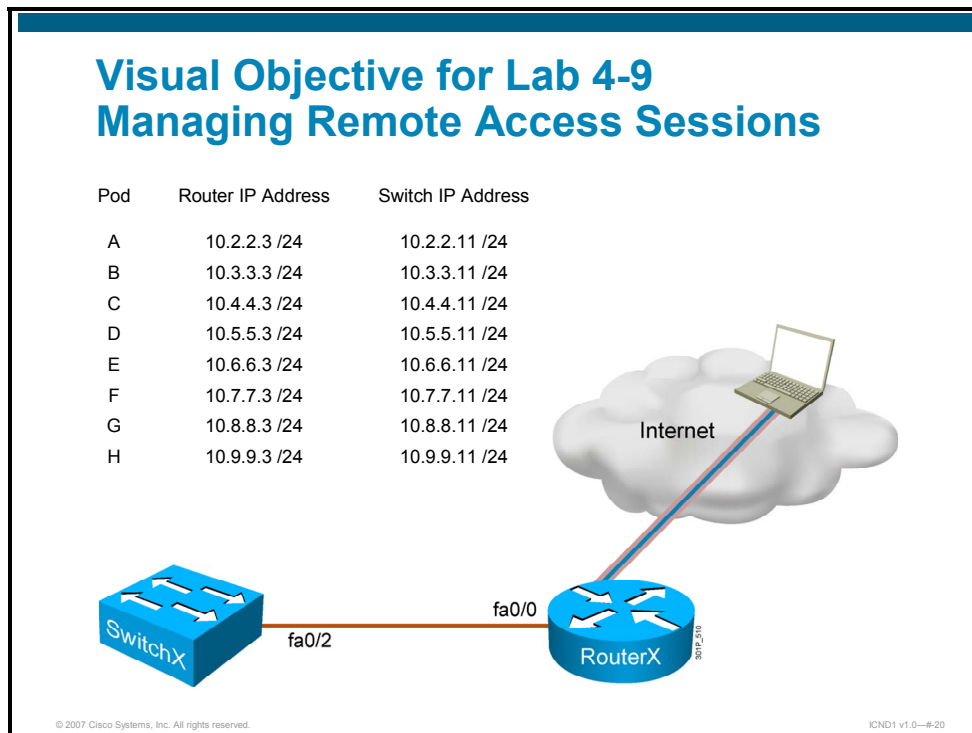 Visual Objective for Lab 4-9
Managing Remote Access Sessions
Pod Router IP Address Switch IP Address
A 10.2.2.3 /24 10.2.2.11 /24
B 10.3.3.3 /24 10.3.3.11 /24
C 10.4.4.3 /24 10.4.4.11 /24
D 10.5.5.3 /24 10.5.5.11 /24
E 10.6.6.3 /24 10.6.6.11 /24
F 10.7.7.3 /24 10.7.7.11 /24
G 10.8.8.3 /24 10.8.8.11 /24
H 10.9.9.3 /24 10.9.9.11 /24
Internet
fa0/0
fa0/2
SwitchX
RouterX
301P_510
© 2007 Cisco Systems, Inc. All rights reserved.
ICND1 v1.0—#-20